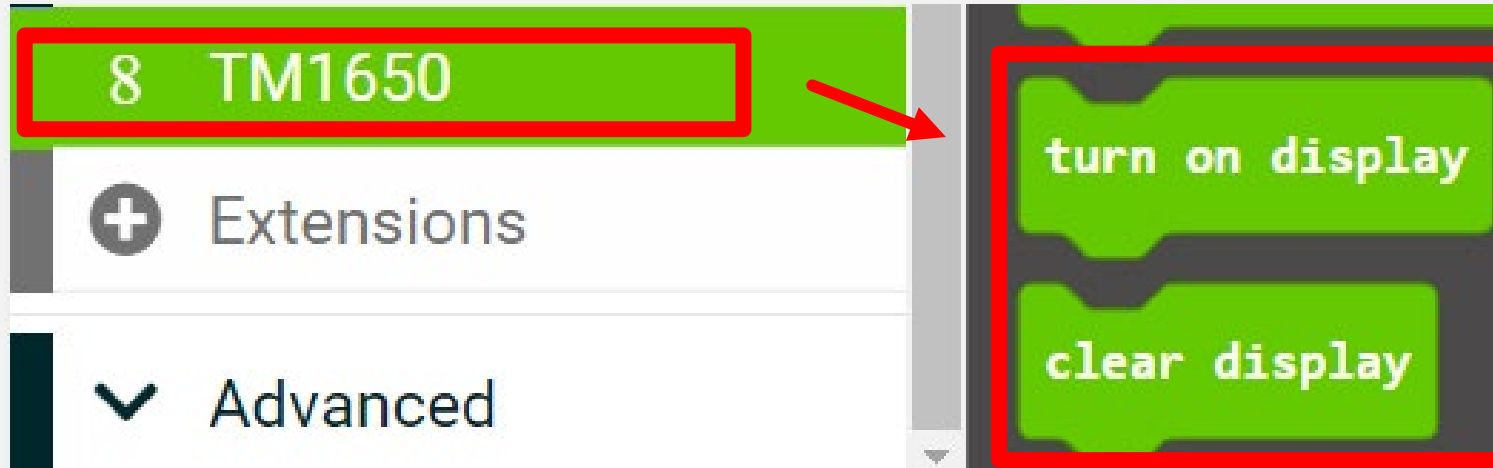 8 TM1650
Extensions
Advanced
turn on display
clear display